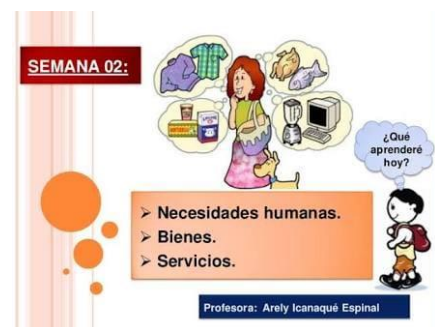 SEMANA 02:
¿Qué
aprenderé
hoy?
➢ Necesidades humanas.
➢ Bienes.
➢ Servicios.
Profesora: Arely Icanaqué Espinal